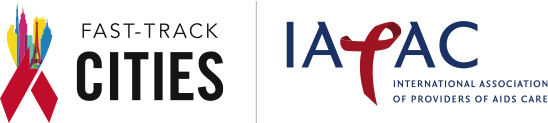 FAST-TRACK
CITIES
IAPAC
INTERNATIONAL ASSOCIATION
OF PROVIDERS OF AIDS CARE